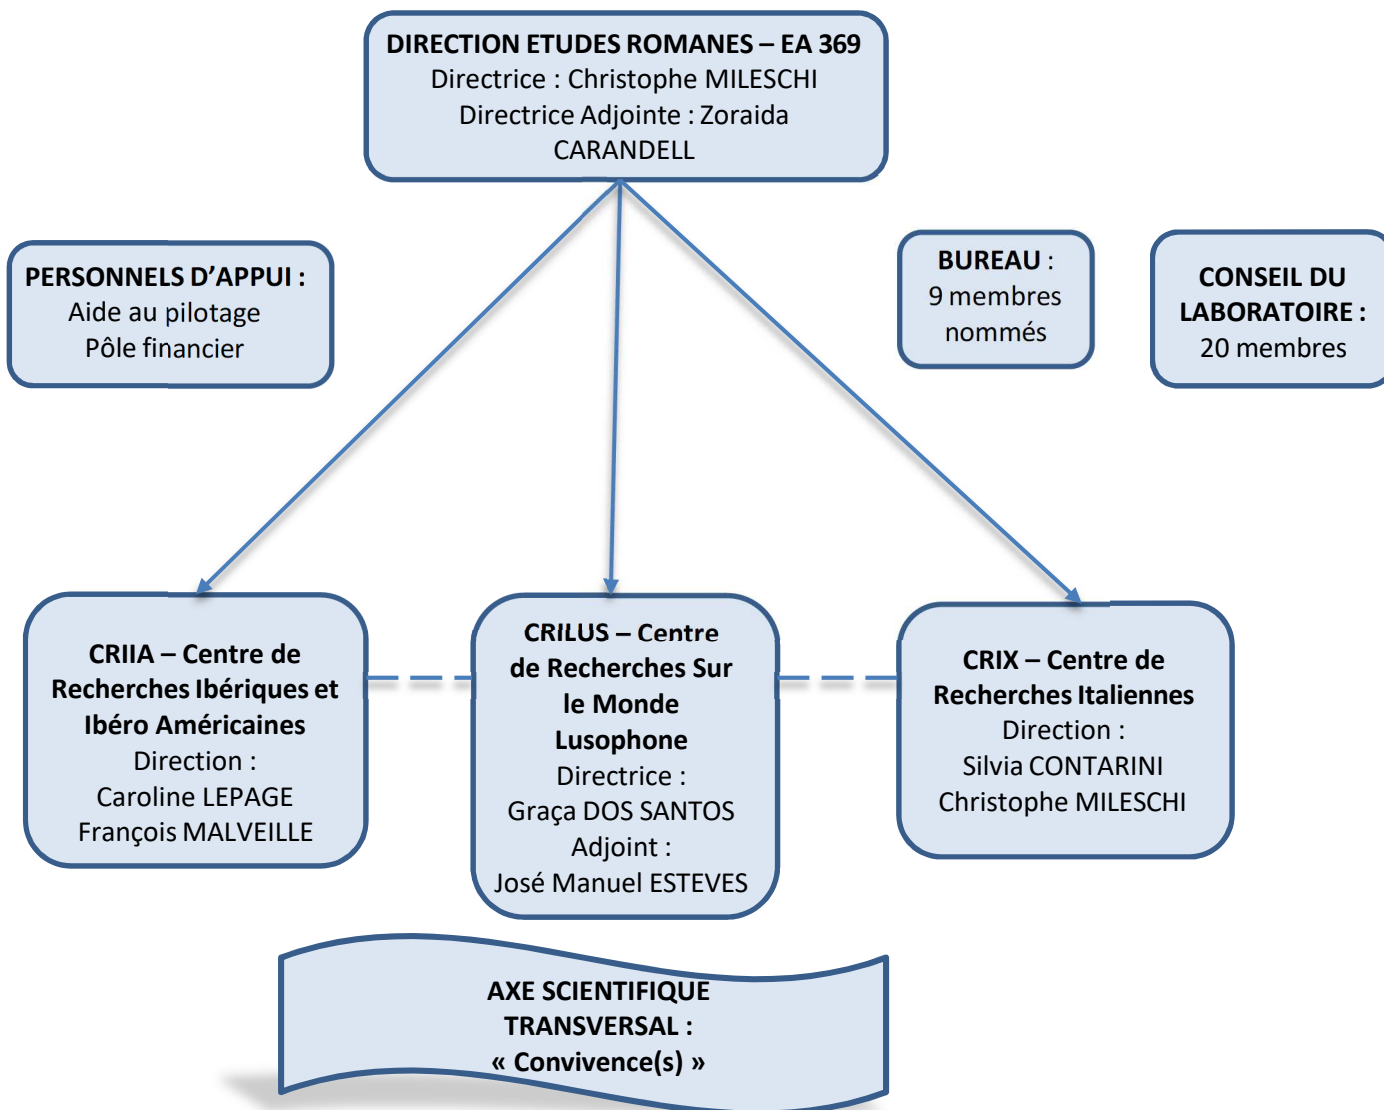 DIRECTION ETUDES ROMANES – EA 369
Directrice : Christophe MILESCHI
Directrice Adjointe : Zoraida
CARANDELL
PERSONNELS D’APPUI :
Aide au pilotage
Pôle financier
BUREAU :
9 membres
nommés
CONSEIL DU
LABORATOIRE :
20 membres
CRIIA – Centre de
Recherches Ibériques et
Ibéro Américaines
Direction :
Caroline LEPAGE
François MALVEILLE
CRILUS – Centre
de Recherches Sur
le Monde
Lusophone
Directrice :
Graça DOS SANTOS
Adjoint :
José Manuel ESTEVES
CRIX – Centre de
Recherches Italiennes
Direction :
Silvia CONTARINI
Christophe MILESCHI
AXE SCIENTIFIQUE
TRANSVERSAL :
« Convivence(s) »